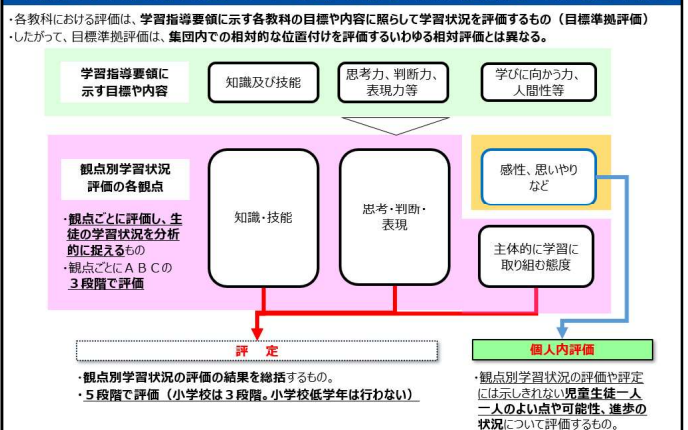 ・各教科における評価は、学習指導要領に示す各教科の目標や内容に照らして学習状況を評価するもの（目標準拠評価）
・したがって、目標準拠評価は、集団内での相対的な位置付けを評価するいわゆる相対評価とは異なる。
学習指導要領に
示す目標や内容
知識及び技能
思考力、判断力、
表現力等
学びに向かう力、
人間性等
観点別学習状況
評価の各観点
・観点ごとに評価し、生
徒の学習状況を分析
的に捉えるもの
・観点ごとにＡＢＣの
３段階で評価
知識・技能
思考・判断・
表現
感性、思いやり
など
主体的に学習に
取り組む態度
評　定
・観点別学習状況の評価の結果を総括するもの。
・５段階で評価（小学校は３段階。小学校低学年は行わない）
個人内評価
・観点別学習状況の評価や評定
には示しきれない児童生徒一人
一人のよい点や可能性、進歩の
状況について評価するもの。